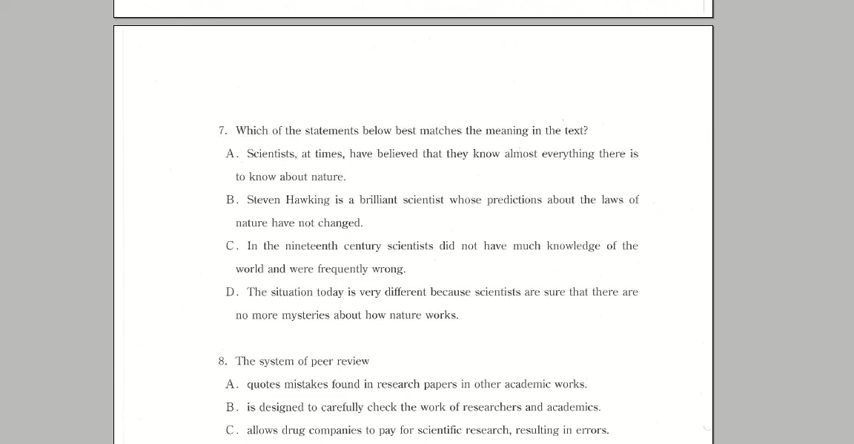 7. Which of the statements below best matches the meaning in the text?
A. Scientists, at times, have believed that they know almost everything there is
to know about nature.
B. Steven Hawking is a brilliant scientist whose predictions about the laws of
nature have not changed.
C. In the nineteenth century scientists did not have much knowledge of the
world and were frequently wrong.
D. The situation today is very different because scientists are sure that there are
no more mysteries about how nature works.
8. The system of peer review
A. quotes mistakes found in research papers in other academic works.
B. is designed to carefully check the work of researchers and academics.
C. allows drug companies to pay for scientific research, resulting in errors.